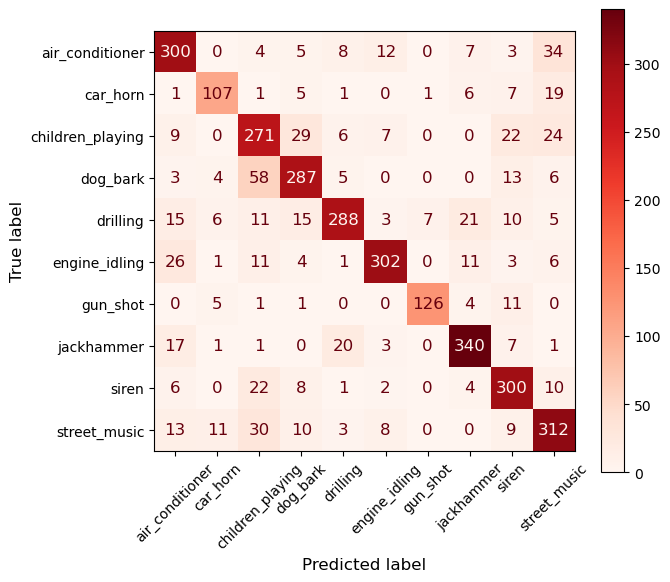 air_conditioner 300 0 4 5 8 12 0 7 3 34
car_horn 1 107 1 5 1 0 1 6 7 19
children_playing 9 0 271 29 6 7 0 0 22 24
dog_bark 3 4 58 287 5 0 0 0 13 6
drilling 15 6 11 15 288 3 7 21 10 5
engine_idling 26 1 11 4 1 302 0 11 3 6
gun_shot 0 5 1 1 0 0 126 4 11 0
jackhammer 17 1 1 0 20 3 0 340 7 1
siren 6 0 22 8 1 2 0 4 300 10
street_music 13 11 30 10 3 8 0 0 9 312
True label
air_conditioner car_horn children_playing dog_bark drilling engine_idling gun_shot jackhammer siren street_music
Predicted label
300
250
200
150
100
50
0